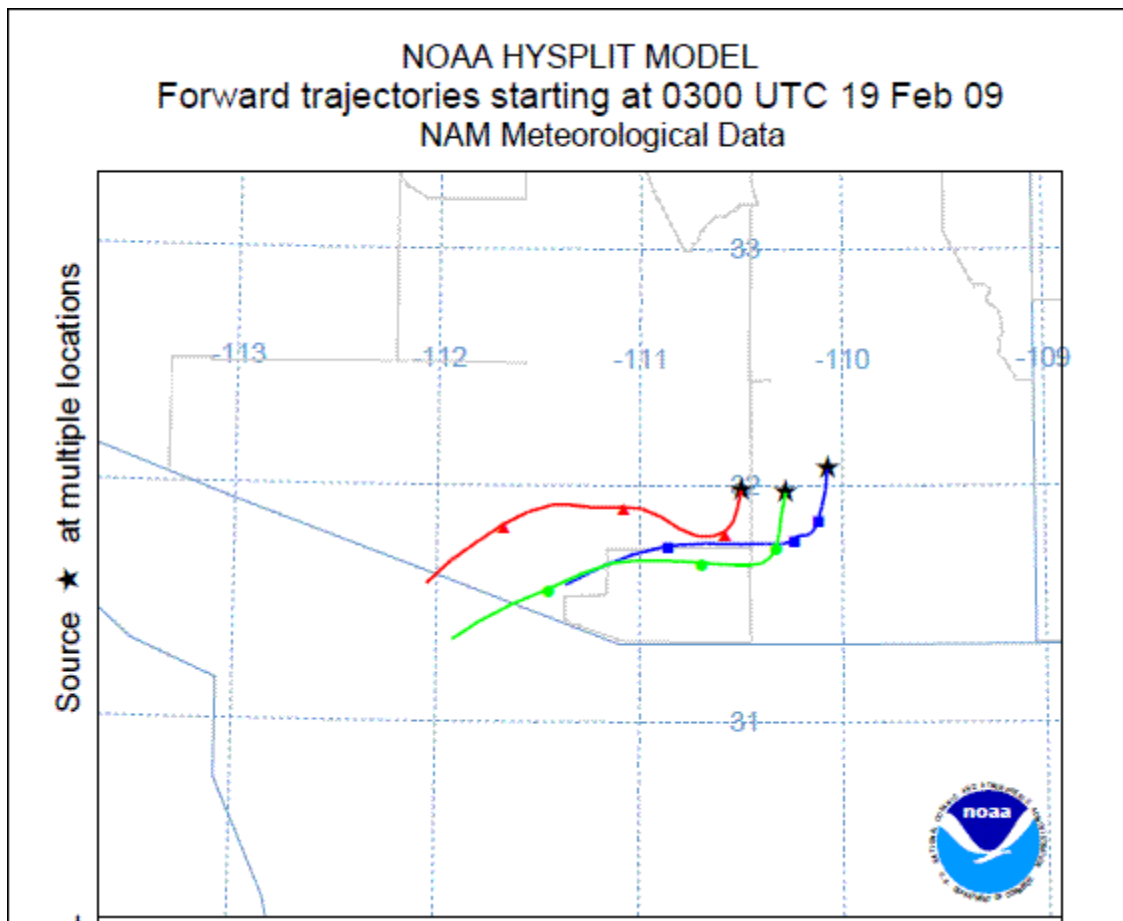 NOAA HYSPLIT MODEL
Forward trajectories starting at 0300 UTC 19 Feb 09
NAM Meteorological Data
Source ★ at multiple locations
33
-113
-112
-111
-110
-109
32
31
noaa